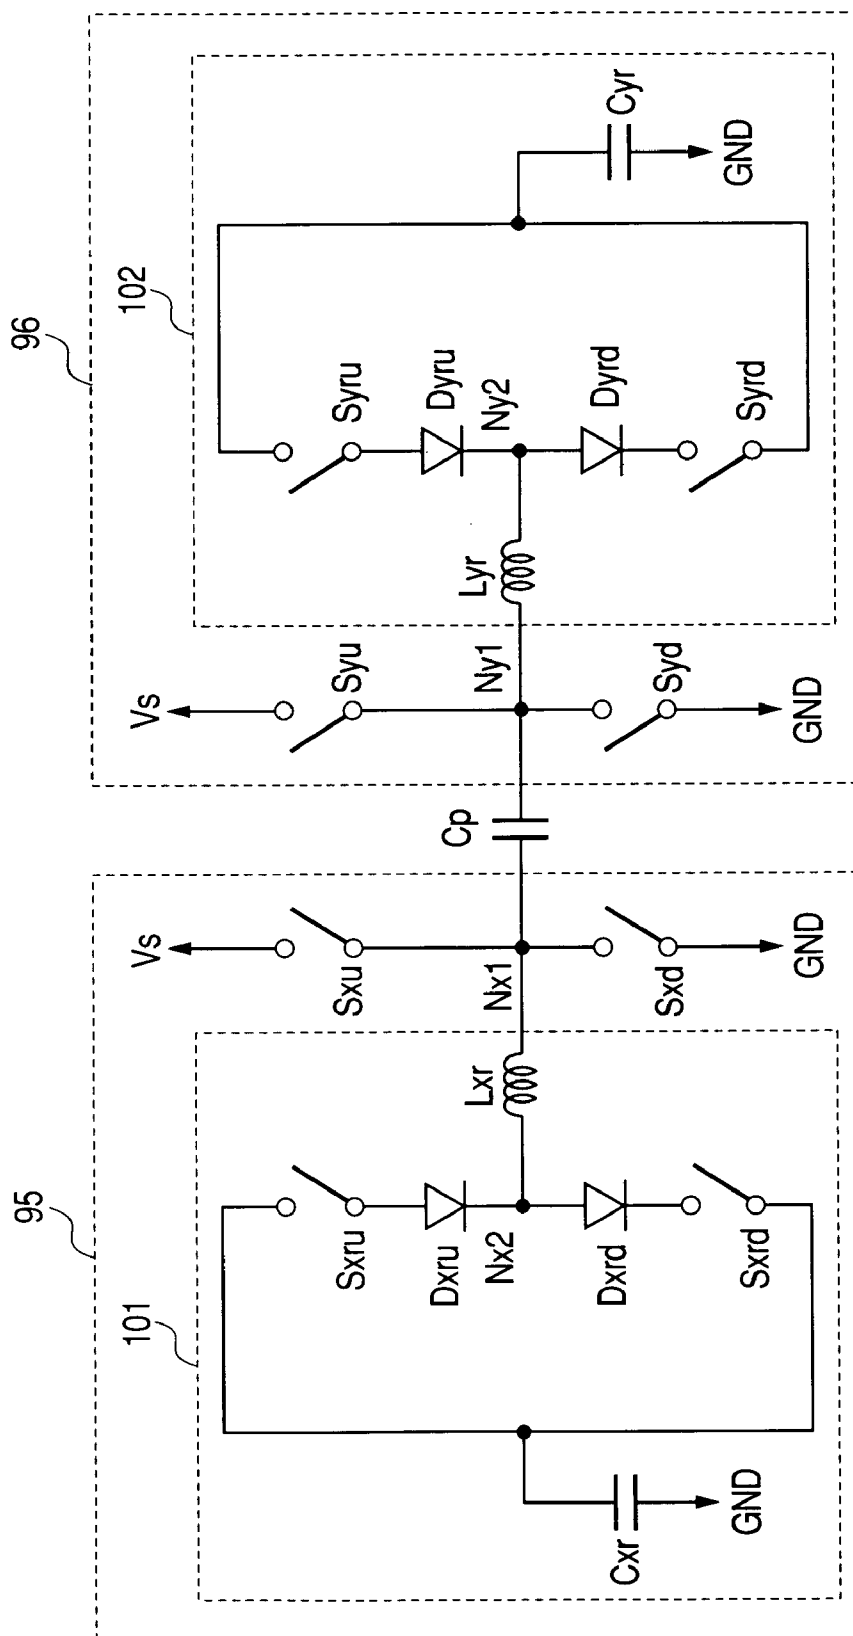 95
96
101
102
Vs
Vs
Sxru
Sxu
Syu
Syru
Dxru
Dyru
Nx2
Lxr
Nx1
Cp
Ny1
Lyr
Ny2
Dxrd
Dyrd
Cxr
Sxrd
Sxd
Syd
Syrd
Cyr
GND
GND
GND
GND